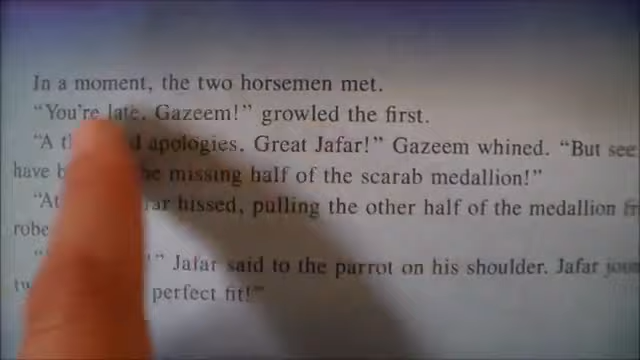 In a moment, the two horsemen met.
“You’re late, Gazeem!” growled the first.
“A apologies, Great Jafar!” Gazeem whined. “But see
have missing half of the scarab medallion!”
“At hissed, pulling the other half of the medallion
robe
Jafar said to the parrot on his shoulder. Jafar
perfect fit!”